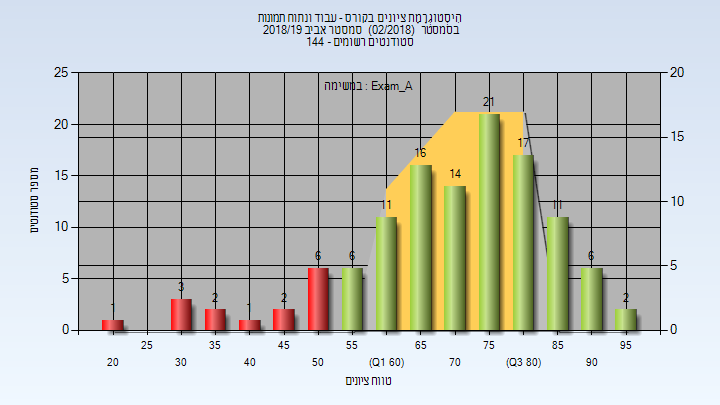 היסטוגרמת ציונים בקורס - עבוד ונתוח תמונות
בסמסטר (02/2018) סמסטר אביב 2018/19
סטודנטים רשומים - 144
במשימה : Exam_A
25 20 15 10 5 0
20 15 10 5 0
מספר סטודנטים
1 3 2 1 2 6 6 11 16 14 21 17 11 6 2
25 35 45 55 65 75 85 95
20 30 40 50 (Q1 60) 70 (Q3 80) 90
טווח ציונים